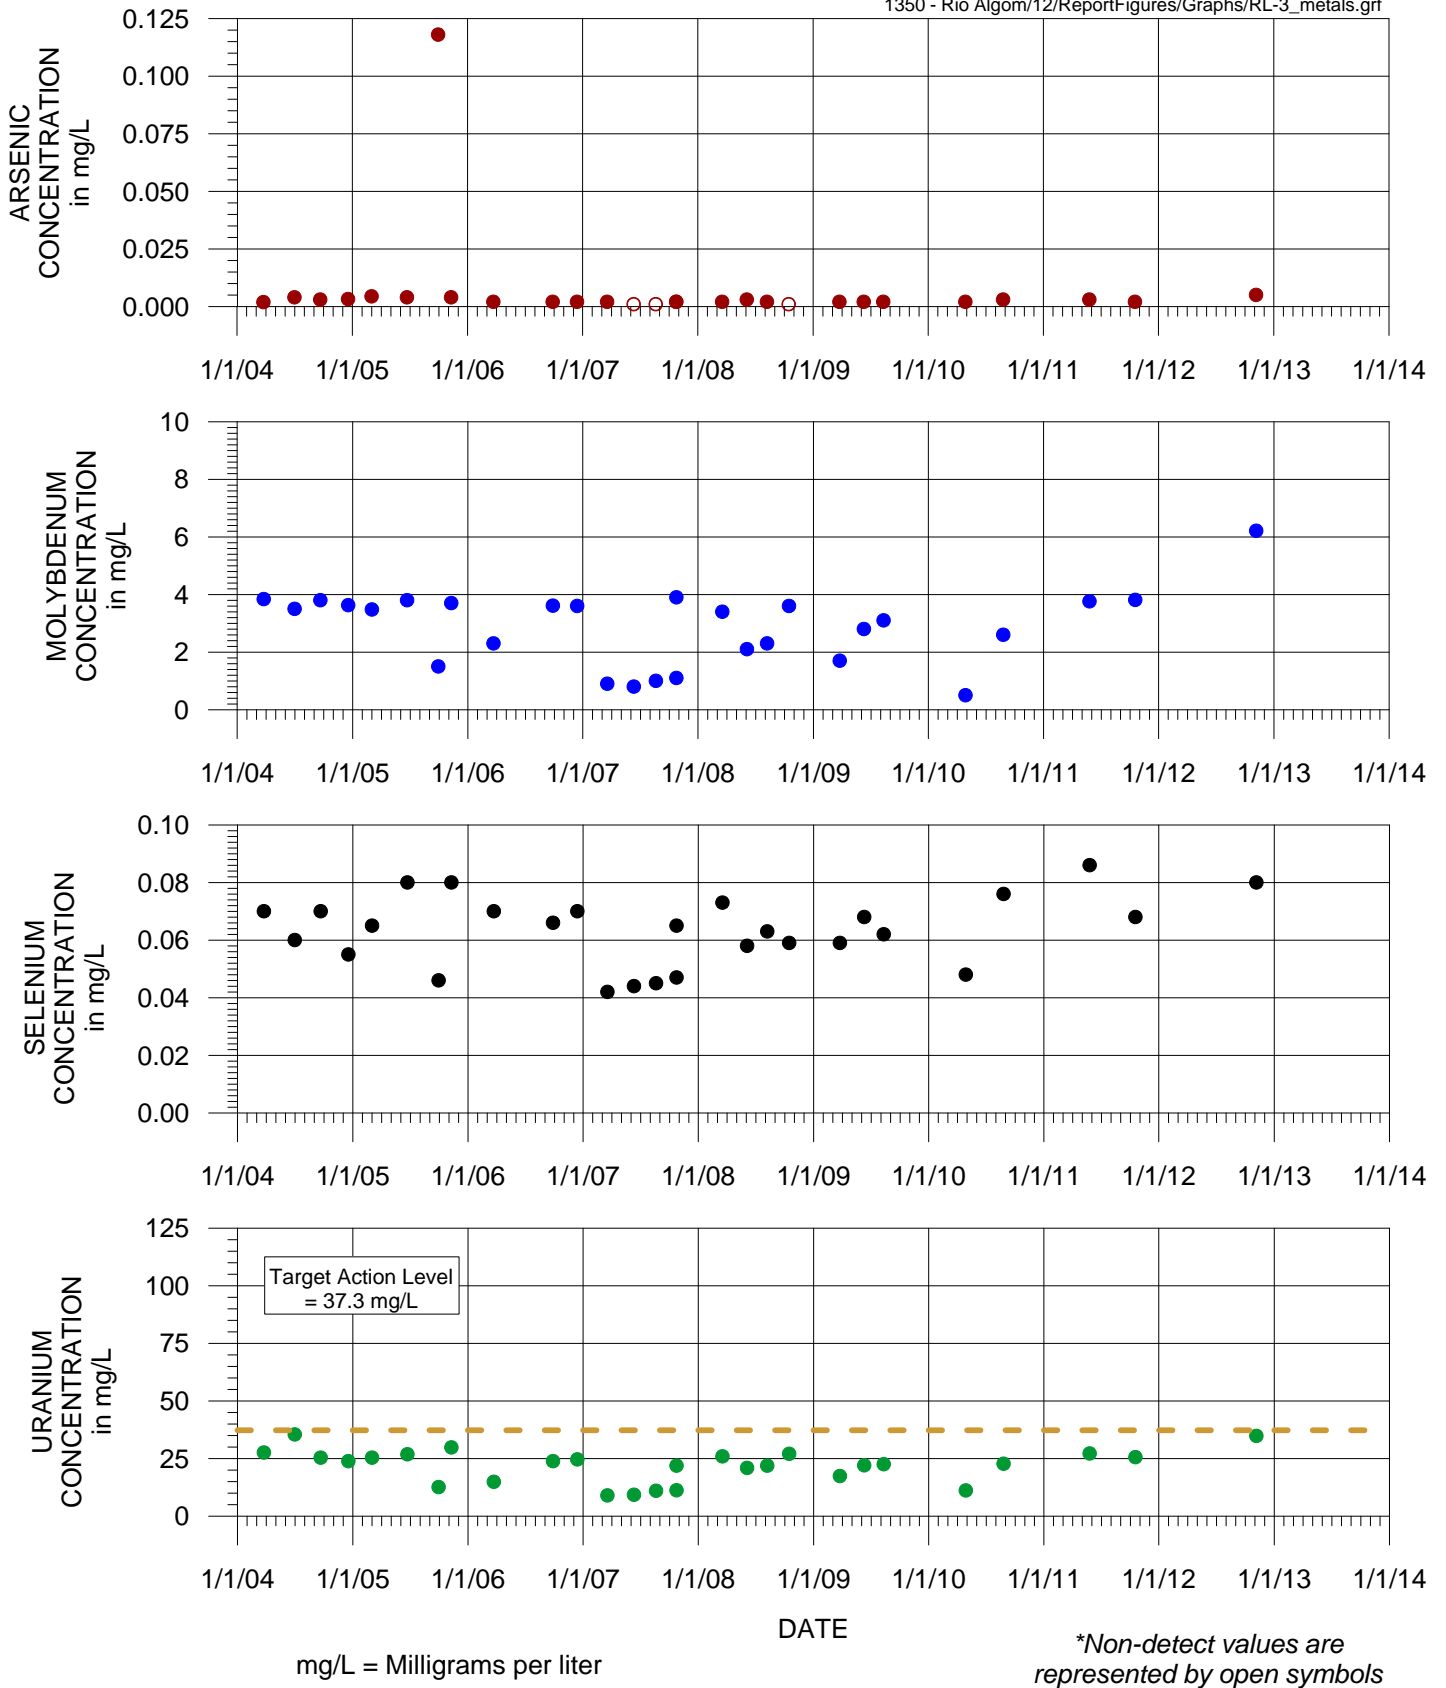 1350 - Rio Algom/12/ReportFigures/Graphs/RL-3_metals.grf
ARSENIC
CONCENTRATION
in mg/L
0.125
0.100
0.075
0.050
0.025
0.000
1/1/04 1/1/05 1/1/06 1/1/07 1/1/08 1/1/09 1/1/10 1/1/11 1/1/12 1/1/13 1/1/14
MOLYBDENUM
CONCENTRATION
in mg/L
10
8
6
4
2
0
1/1/04 1/1/05 1/1/06 1/1/07 1/1/08 1/1/09 1/1/10 1/1/11 1/1/12 1/1/13 1/1/14
SELENIUM
CONCENTRATION
in mg/L
0.10
0.08
0.06
0.04
0.02
0.00
1/1/04 1/1/05 1/1/06 1/1/07 1/1/08 1/1/09 1/1/10 1/1/11 1/1/12 1/1/13 1/1/14
URANIUM
CONCENTRATION
in mg/L
125
100
75
50
25
0
Target Action Level
= 37.3 mg/L
1/1/04 1/1/05 1/1/06 1/1/07 1/1/08 1/1/09 1/1/10 1/1/11 1/1/12 1/1/13 1/1/14
DATE
mg/L = Milligrams per liter
*Non-detect values are
represented by open symbols